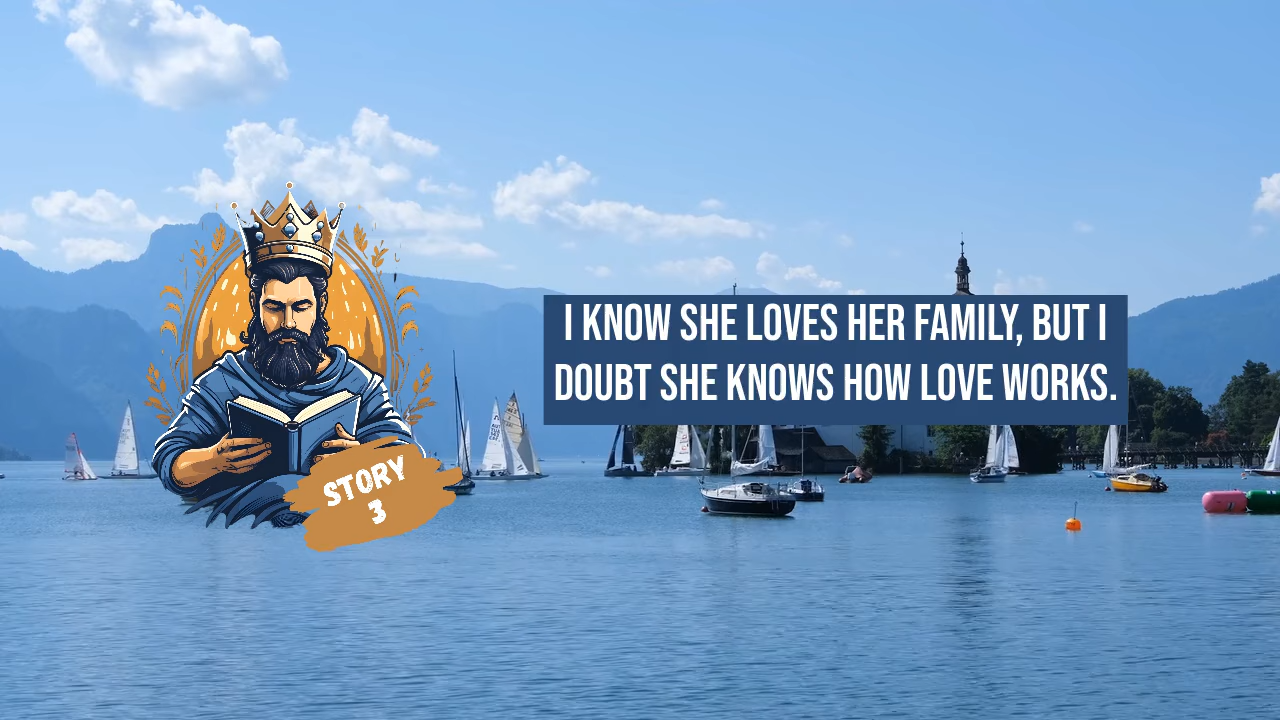 I KNOW SHE LOVES HER FAMILY, BUT I
DOUBT SHE KNOWS HOW LOVE WORKS.
STORY
3